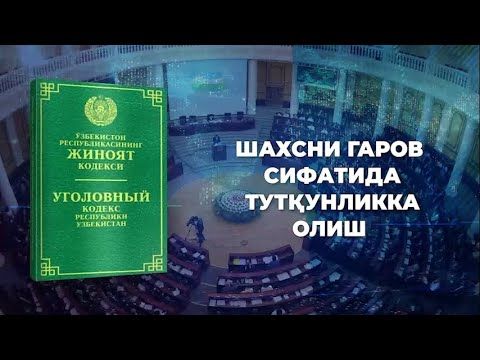 ЎЗБЕКИСТОН
РЕСПУБЛИКАСИНИНГ
ЖИНОЯТ
КОДЕКСИ
УГОЛОВНЫЙ
КОДЕКС
РЕСПУБЛИКИ
УЗБЕКИСТАН
ШАХСНИ ГАРОВ
СИФАТИДА
ТУТҚУНЛИККА
ОЛИШ